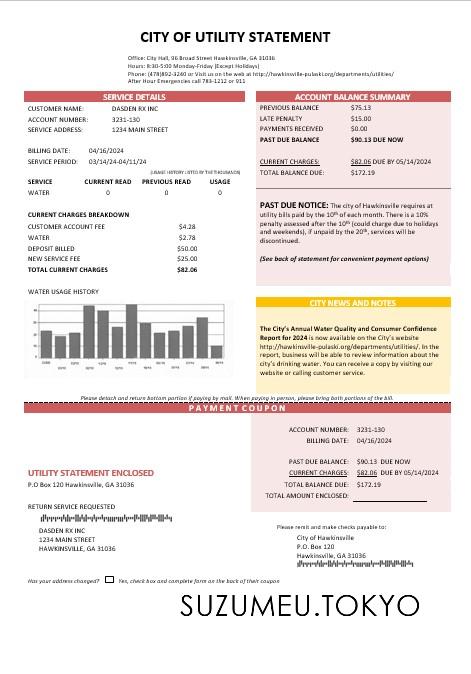 CITY OF UTILITY STATEMENT
Office: City Hall, 96 Broad Street Hawkinsville, GA 31036
Hours: 8:30-5:00 Monday-Friday (Except Holidays)
Phone: (478)892-3240 or Visit us on the web at http://hawkinsville-pulaski.org/departments/utilities/
After Hour Emergencies call 783-1212 or 911
SERVICE DETAILS
CUSTOMER NAME: DASDEN RX INC
ACCOUNT NUMBER: 3231-130
SERVICE ADDRESS: 1234 MAIN STREET
BILLING DATE: 04/16/2024
SERVICE PERIOD: 03/14/24-04/11/24
(USAGE HISTORY LISTED BY THE THOUSANDS)
SERVICE CURRENT READ PREVIOUS READ USAGE
WATER 0 0 0
CURRENT CHARGES BREAKDOWN
CUSTOMER ACCOUNT FEE $4.28
WATER $2.78
DEPOSIT BILLED $50.00
NEW SERVICE FEE $25.00
TOTAL CURRENT CHARGES $82.06
WATER USAGE HISTORY
ACCOUNT BALANCE SUMMARY
PREVIOUS BALANCE $75.13
LATE PENALTY $15.00
PAYMENTS RECEIVED $0.00
PAST DUE BALANCE $90.13 DUE NOW
CURRENT CHARGES: $82.06 DUE BY 05/14/2024
TOTAL BALANCE DUE: $172.19
PAST DUE NOTICE: The city of Hawkinsville requires at
utility bills paid by the 10th of each month. There is a 10%
penalty assessed after the 10th (could charge due to holidays
and weekends), if unpaid by the 20th, services will be
discontinued.
(See back of statement for convenient payment options)
CITY NEWS AND NOTES
The City's Annual Water Quality and Consumer Confidence
Report for 2024 is now available on the City's website
http://hawkinsville-pulaski.org/departments/utilities/. In the
report, business will be able to review information about the
city's drinking water. You can receive a copy by visiting our
website or calling customer service.
Please detach and return bottom portion if paying by mail. When paying in person, please bring both portions of the bill.
PAYMENT COUPON
ACCOUNT NUMBER: 3231-130
BILLING DATE: 04/16/2024
PAST DUE BALANCE: $90.13 DUE NOW
CURRENT CHARGES: $82.06 DUE BY 05/14/2024
TOTAL BALANCE DUE: $172.19
TOTAL AMOUNT ENCLOSED:
UTILITY STATEMENT ENCLOSED
P.O Box 120 Hawkinsville, GA 31036
RETURN SERVICE REQUESTED
DASDEN RX INC
1234 MAIN STREET
HAWKINSVILLE, GA 31036
Please remit and make checks payable to:
City of Hawkinsville
P.O. Box 120
Hawkinsville, GA 31036
Has your address changed? Yes, check box and complete form on the back of their coupon
SUZUMEU.TOKYO